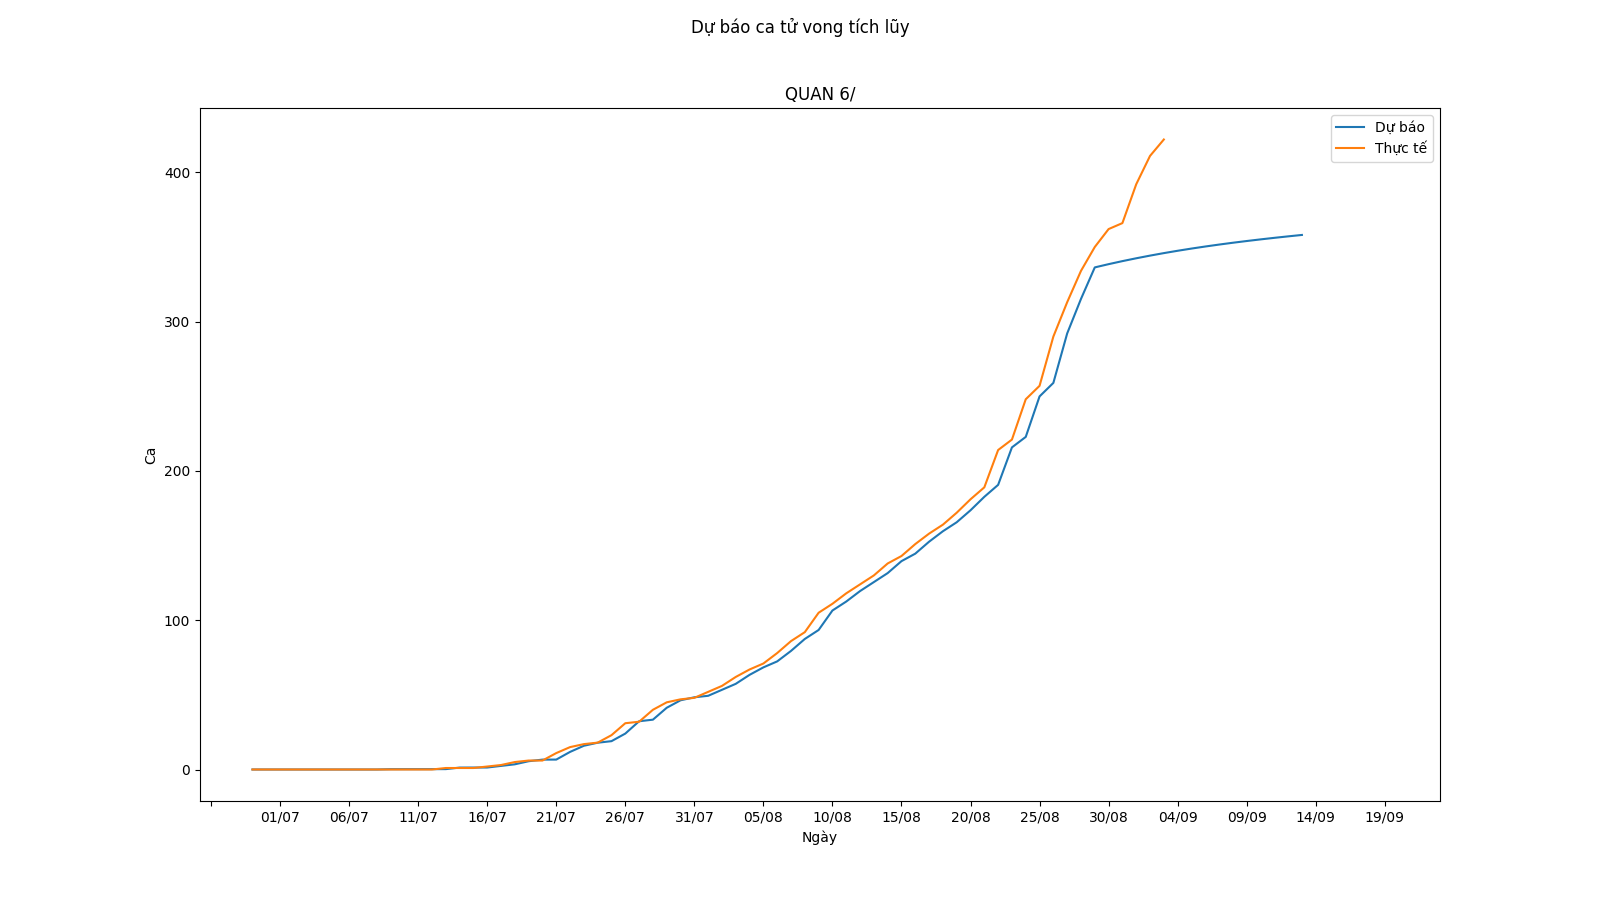 Dự báo ca tử vong tích lũy
QUAN 6/
Dự báo
Thực tế
400
300
200
100
0
Ca
01/07 06/07 11/07 16/07 21/07 26/07 31/07 05/08 10/08 15/08 20/08 25/08 30/08 04/09 09/09 14/09 19/09
Ngày